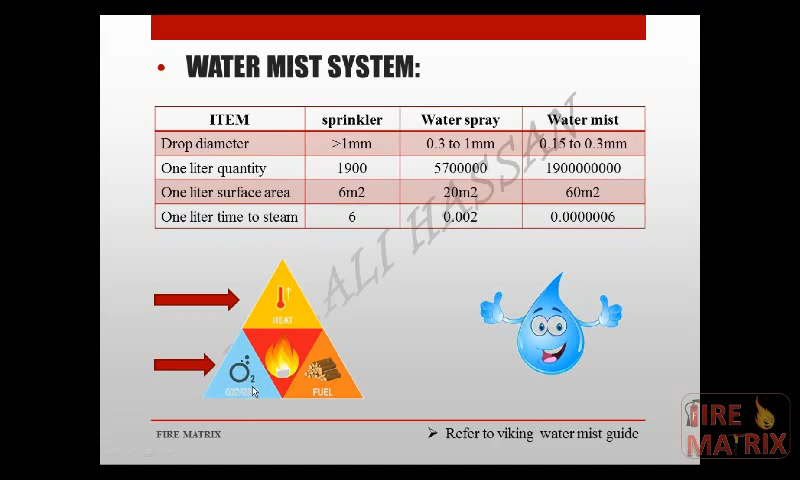 • WATER MIST SYSTEM:
ITEM sprinkler Water spray Water mist
Drop diameter >1mm 0.3 to 1mm 0.15 to 0.3mm
One liter quantity 1900 5700000 1900000000
One liter surface area 6m2 20m2 60m2
One liter time to steam 6 0.002 0.0000006
ALI HASSAN
HEAT
O2
OXYGEN
FUEL
FIRE MATRIX
➢ Refer to viking water mist guide
FIRE
MATRIX